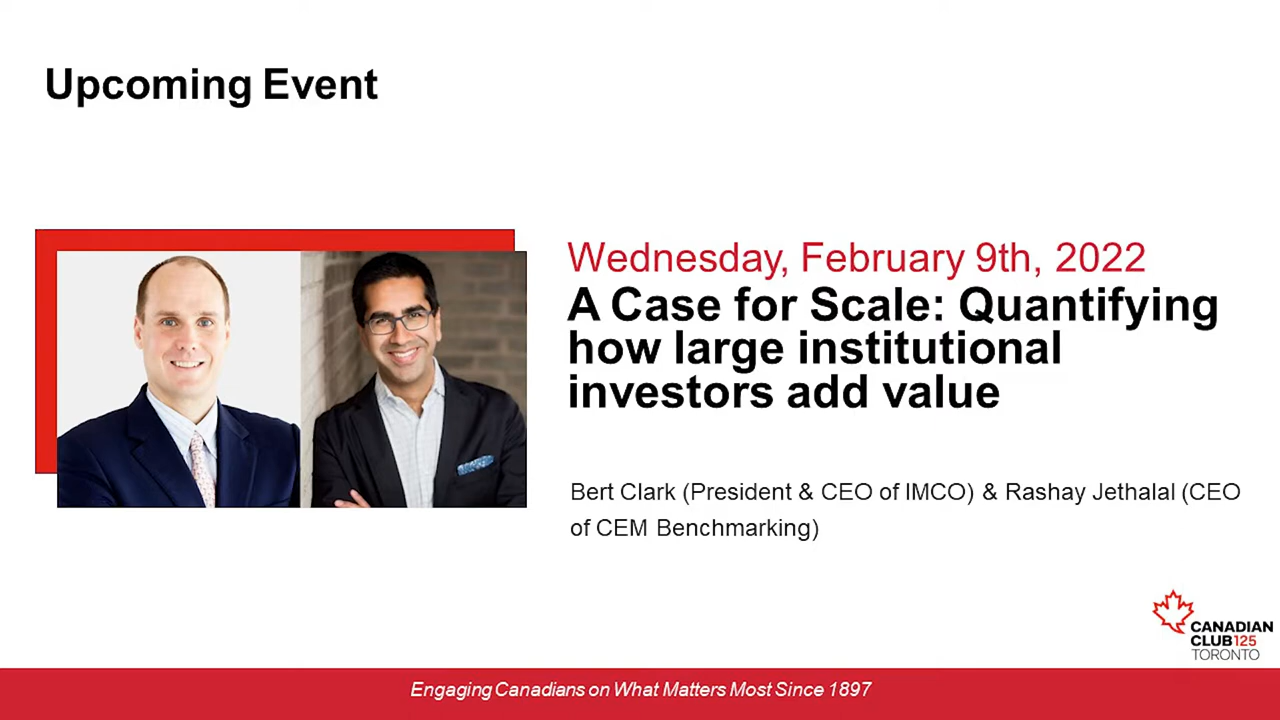 Upcoming Event
Wednesday, February 9th, 2022
A Case for Scale: Quantifying
how large institutional
investors add value
Bert Clark (President & CEO of IMCO) & Rashay Jethalal (CEO
of CEM Benchmarking)
CANADIAN
CLUB125
TORONTO
Engaging Canadians on What Matters Most Since 1897